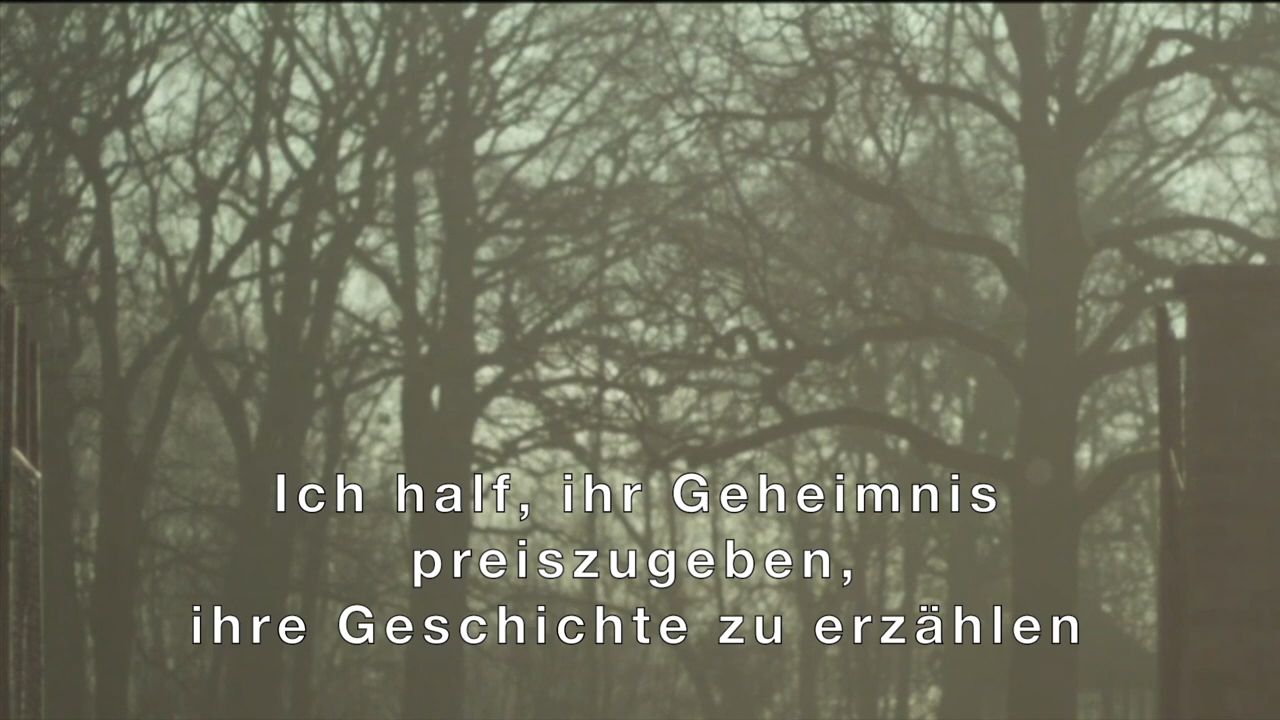 Ich half, ihr Geheimnis
preiszugeben,
ihre Geschichte zu erzählen